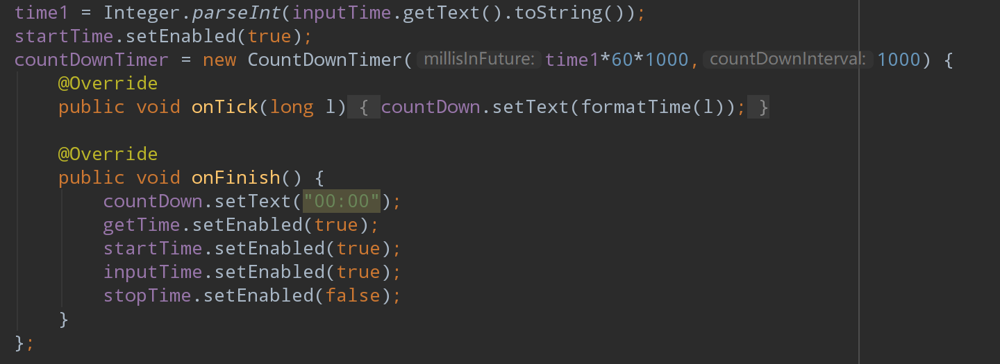 time1 = Integer.parseInt(inputTime.getText().toString());
startTime.setEnabled(true);
countDownTimer = new CountDownTimer( millisInFuture: time1*60*1000, countDownInterval: 1000) {
    @Override
    public void onTick(long l) { countDown.setText(formatTime(l)); }

    @Override
    public void onFinish() {
        countDown.setText("00:00");
        getTime.setEnabled(true);
        startTime.setEnabled(true);
        inputTime.setEnabled(true);
        stopTime.setEnabled(false);
    }
};